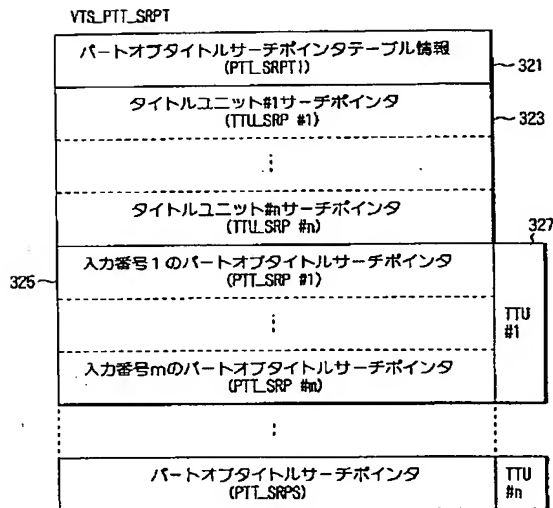 VTS_PTT_SRPT
パートオブタイトルサーチポインタテーブル情報
(PTT_SRPTI)
321
タイトルユニット#1サーチポインタ
(TTU_SRP #1)
323
タイトルユニット#nサーチポインタ
(TTU_SRP #n)
327
325
入力番号1のパートオブタイトルサーチポインタ
(PTT_SRP #1)
TTU
#1
入力番号mのパートオブタイトルサーチポインタ
(PTT_SRP #m)
パートオブタイトルサーチポインタ
(PTT_SRPS)
TTU
#n